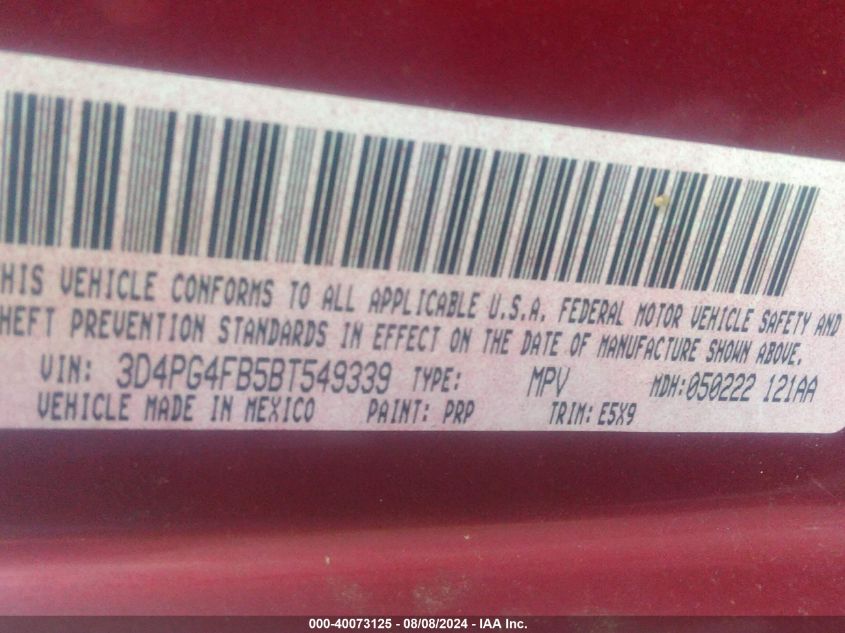 HIS VEHICLE CONFORMS TO ALL APPLICABLE U.S.A. FEDERAL MOTOR VEHICLE SAFETY AND
HEFT PREVENTION STANDARDS IN EFFECT ON THE DATE OF MANUFACTURE SHOWN ABOVE.
VIN: 3D4PG4FB5BT549339 TYPE: MPV MDH:050222 121AA
VEHICLE MADE IN MEXICO PAINT: PRP TRIM: E5X9
000-40073125 - 08/08/2024 - IAA Inc.